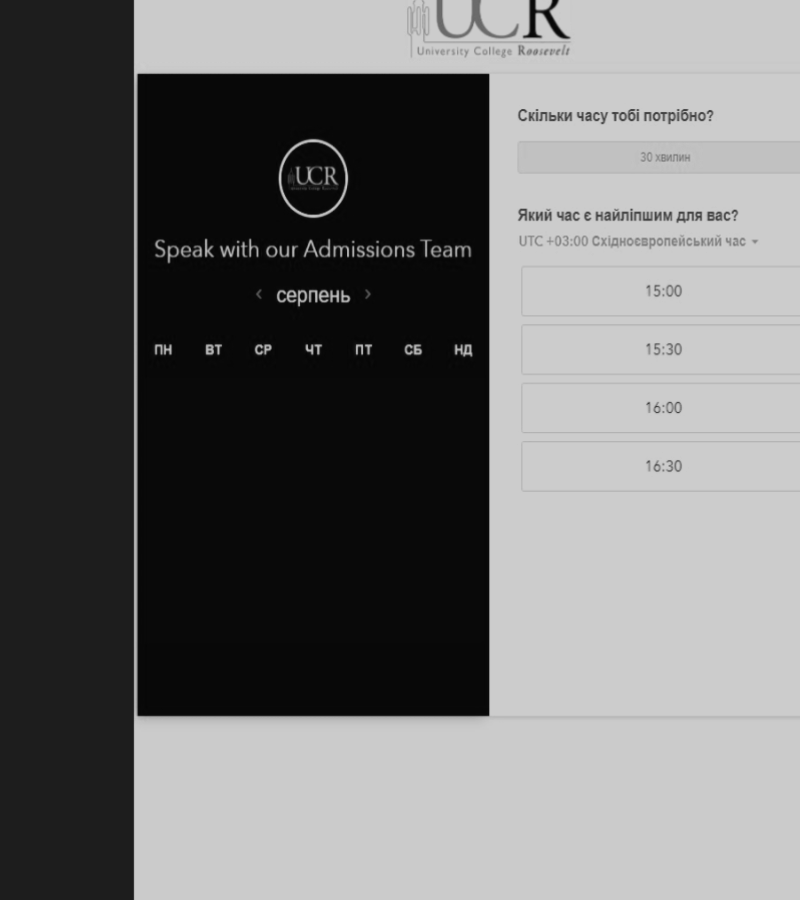 UCR
University College Roosevelt
UCR
Speak with our Admissions Team
‹ серпень ›
ПН ВТ СР ЧТ ПТ СБ НД
Скільки часу тобі потрібно?
30 хвилин
Який час є найліпшим для вас?
UTC +03:00 Східноєвропейський час
15:00
15:30
16:00
16:30